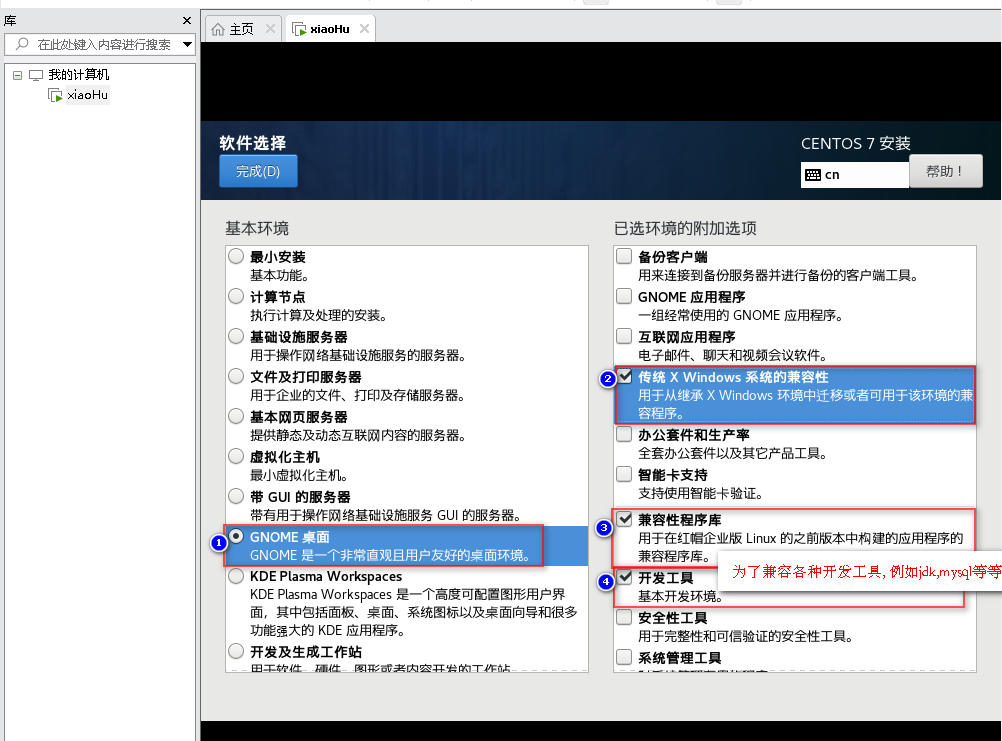 库
在此处键入内容进行搜索
我的计算机
xiaoHu
主页
xiaoHu
软件选择
完成(D)
CENTOS 7 安装
cn
帮助！
基本环境
最小安装
基本功能。
计算节点
执行计算及处理的安装。
基础设施服务器
用于操作网络基础设施服务的服务器。
文件及打印服务器
用于企业的文件、打印及存储服务器。
基本网页服务器
提供静态及动态互联网内容的服务器。
虚拟化主机
最小虚拟化主机。
带 GUI 的服务器
带有用于操作网络基础设施服务 GUI 的服务器。
1
GNOME 桌面
GNOME 是一个非常直观且用户友好的桌面环境。
KDE Plasma Workspaces
KDE Plasma Workspaces 是一个高度可配置图形用户界
面，其中包括面板、桌面、系统图标以及桌面向导和很多
功能强大的 KDE 应用程序。
开发及生成工作站
用于软件、硬件、图形或者内容开发的工作站。
已选环境的附加选项
备份客户端
用来连接到备份服务器并进行备份的客户端工具。
GNOME 应用程序
一组经常使用的 GNOME 应用程序。
互联网应用程序
电子邮件、聊天和视频会议软件。
2
传统 X Windows 系统的兼容性
用于从继承 X Windows 环境中迁移或者可用于该环境的兼
容程序。
办公套件和生产率
全套办公套件以及其它产品工具。
智能卡支持
支持使用智能卡验证。
3
兼容性程序库
用于在红帽企业版 Linux 的之前版本中构建的应用程序的
兼容程序库。
为了兼容各种开发工具,例如jdk,mysql等等
4
开发工具
基本开发环境。
安全性工具
用于完整性和可信验证的安全性工具。
系统管理工具